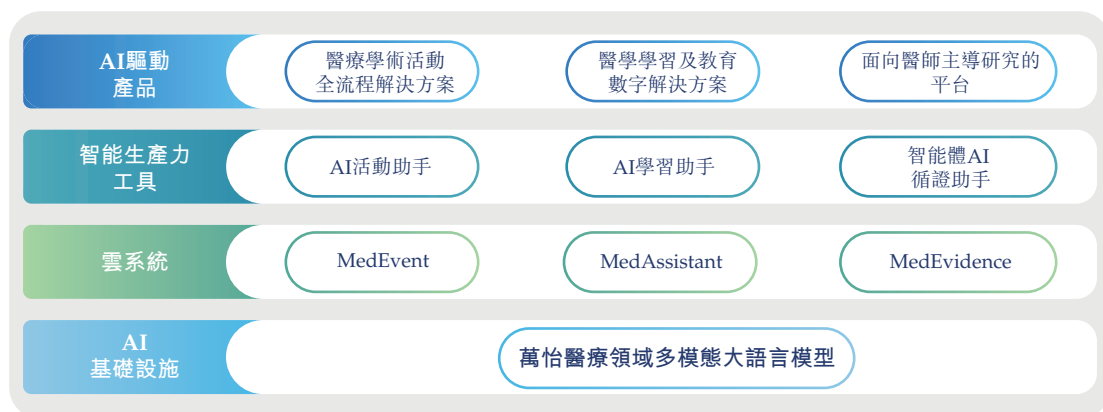 AI驅動
產品
醫療學術活動
全流程解決方案
醫學學習及教育
數字解決方案
面向醫師主導研究的
平台
智能生產力
工具
AI活動助手
AI學習助手
智能體AI
循證助手
雲系統
MedEvent
MedAssistant
MedEvidence
AI
基礎設施
萬怡醫療領域多模態大語言模型